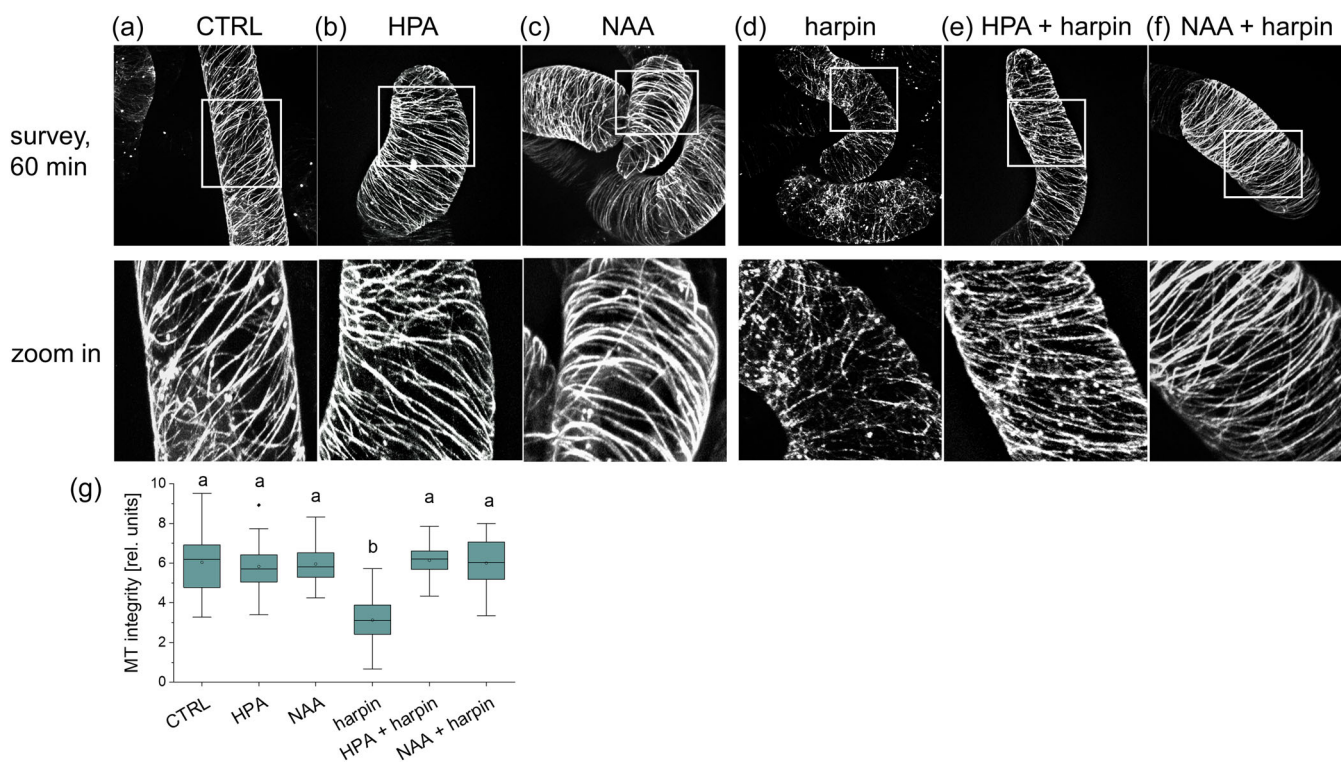 (a) CTRL (b) HPA (c) NAA (d) harpin (e) HPA + harpin (f) NAA + harpin
survey,
60 min
zoom in
(g)
a a a b a a
10
8
6
4
2
0
MT integrity [rel. units]
CTRL HPA NAA harpin HPA + harpin NAA + harpin